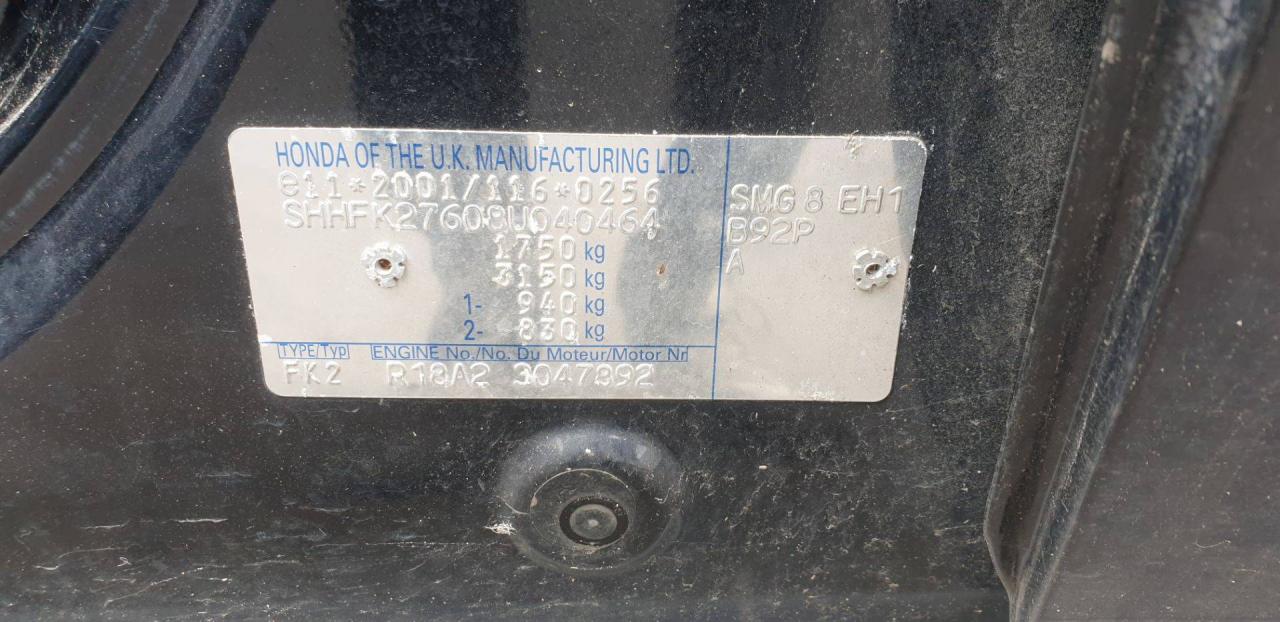 HONDA OF THE U.K. MANUFACTURING LTD.
e11*2001/116*0256
SHHFK27608U040464
1750 kg
3150 kg
1- 940 kg
2- 830 kg
TYPE/Typ ENGINE No./No. Du Moteur/Motor Nr
FK2 R18A2 3047892
SMG 8 EH1
B92P
A